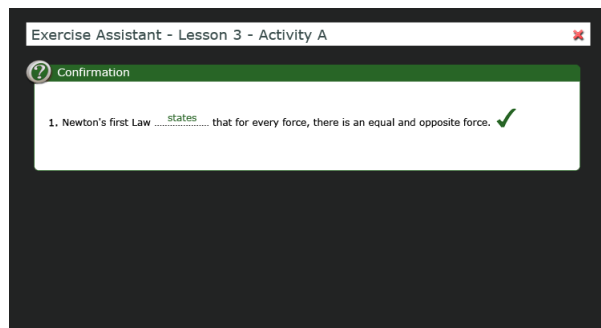 Exercise Assistant - Lesson 3 - Activity A
Confirmation
1. Newton's first Law states that for every force, there is an equal and opposite force.